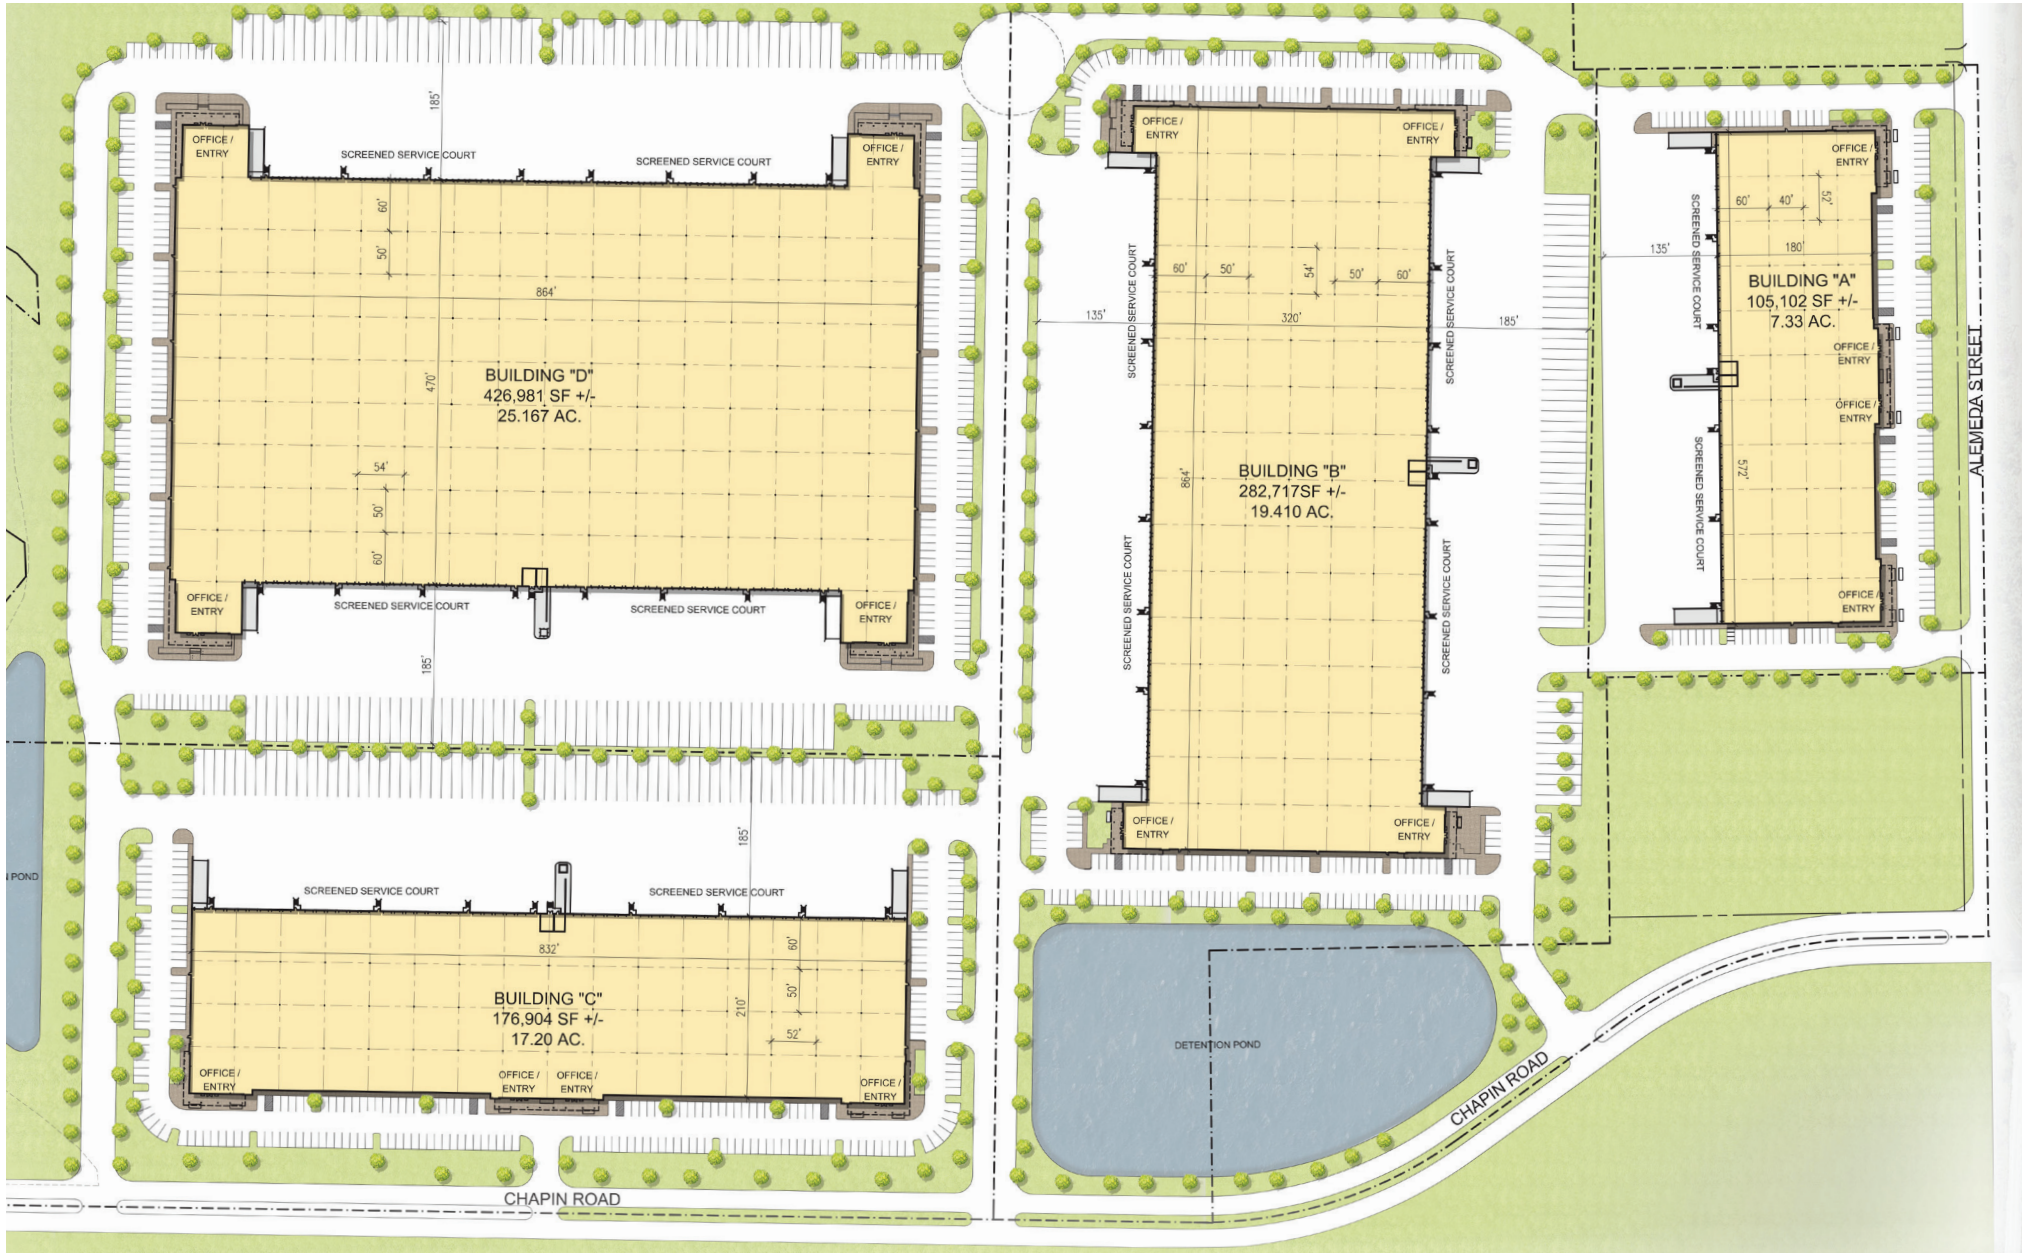 185'
OFFICE /
ENTRY
SCREENED SERVICE COURT
SCREENED SERVICE COURT
OFFICE /
ENTRY
60'
50'
864'
470'
BUILDING "D"
426,981 SF +/-
25.167 AC.
54'
50'
60'
OFFICE /
ENTRY
SCREENED SERVICE COURT
SCREENED SERVICE COURT
OFFICE /
ENTRY
185'
185'
SCREENED SERVICE COURT
SCREENED SERVICE COURT
832'
60'
50'
52'
210'
BUILDING "C"
176,904 SF +/-
17.20 AC.
OFFICE /
ENTRY
OFFICE /
ENTRY
OFFICE /
ENTRY
OFFICE /
ENTRY
POND
CHAPIN ROAD
OFFICE /
ENTRY
OFFICE /
ENTRY
SCREENED SERVICE COURT
SCREENED SERVICE COURT
60'
50'
54'
50'
60'
135'
320'
185'
864'
BUILDING "B"
282,717SF +/-
19.410 AC.
SCREENED SERVICE COURT
SCREENED SERVICE COURT
OFFICE /
ENTRY
OFFICE /
ENTRY
DETENTION POND
CHAPIN ROAD
OFFICE /
ENTRY
SCREENED SERVICE COURT
60'
40'
52'
135'
180'
BUILDING "A"
105,102 SF +/-
7.33 AC.
OFFICE /
ENTRY
OFFICE /
ENTRY
572'
SCREENED SERVICE COURT
OFFICE /
ENTRY
ALEMEDA STREET